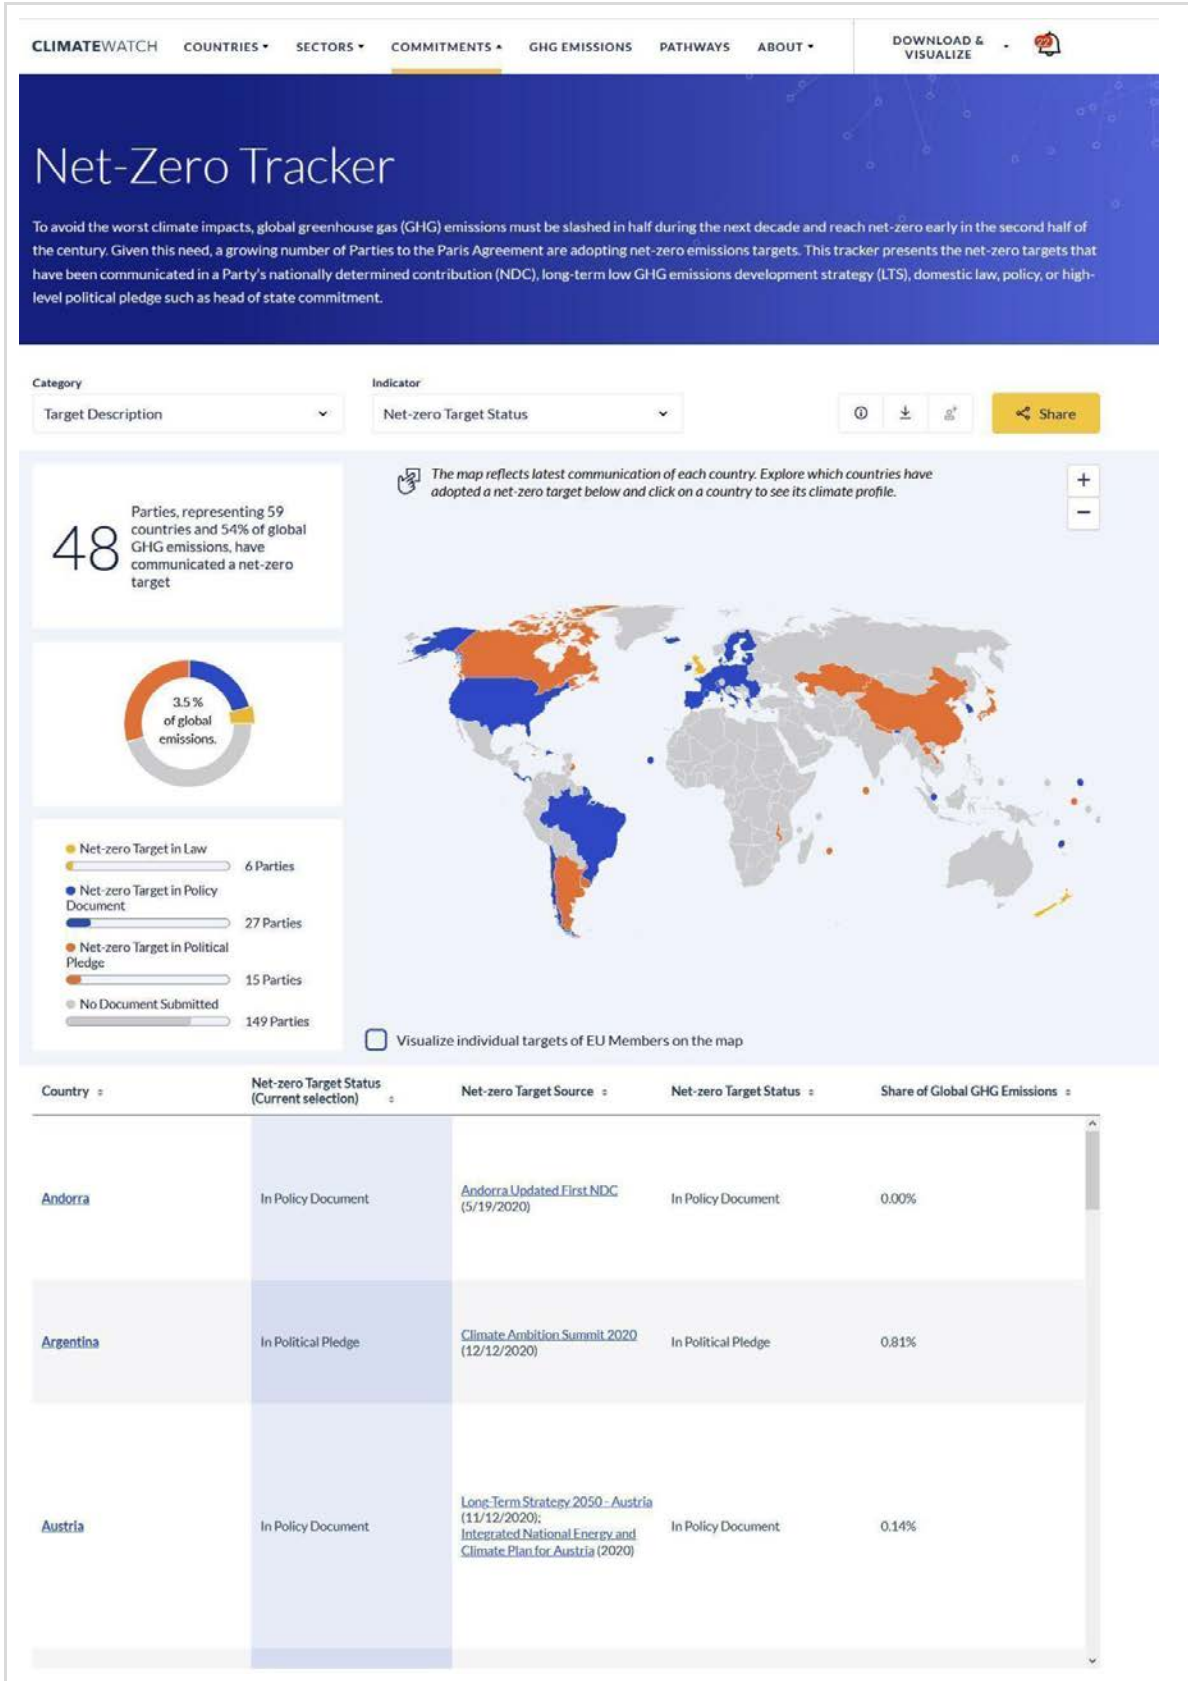 CLIMATEWATCH COUNTRIES SECTORS COMMITMENTS GHG EMISSIONS PATHWAYS ABOUT DOWNLOAD & VISUALIZE 22
Net-Zero Tracker
To avoid the worst climate impacts, global greenhouse gas (GHG) emissions must be slashed in half during the next decade and reach net-zero early in the second half of
the century. Given this need, a growing number of Parties to the Paris Agreement are adopting net-zero emissions targets. This tracker presents the net-zero targets that
have been communicated in a Party's nationally determined contribution (NDC), long-term low GHG emissions development strategy (LTS), domestic law, policy, or high-
level political pledge such as head of state commitment.
Category
Target Description
Indicator
Net-zero Target Status
Share
48
Parties, representing 59
countries and 54% of global
GHG emissions, have
communicated a net-zero
target
The map reflects latest communication of each country. Explore which countries have
adopted a net-zero target below and click on a country to see its climate profile.
+
−
3.5 %
of global
emissions.
Net-zero Target in Law
6 Parties
Net-zero Target in Policy
Document
27 Parties
Net-zero Target in Political
Pledge
15 Parties
No Document Submitted
149 Parties
Visualize individual targets of EU Members on the map
Country
Net-zero Target Status
(Current selection)
Net-zero Target Source
Net-zero Target Status
Share of Global GHG Emissions
Andorra
In Policy Document
Andorra Updated First NDC
(5/19/2020)
In Policy Document
0.00%
Argentina
In Political Pledge
Climate Ambition Summit 2020
(12/12/2020)
In Political Pledge
0.81%
Austria
In Policy Document
Long-Term Strategy 2050 - Austria
(11/12/2020);
Integrated National Energy and
Climate Plan for Austria (2020)
In Policy Document
0.14%